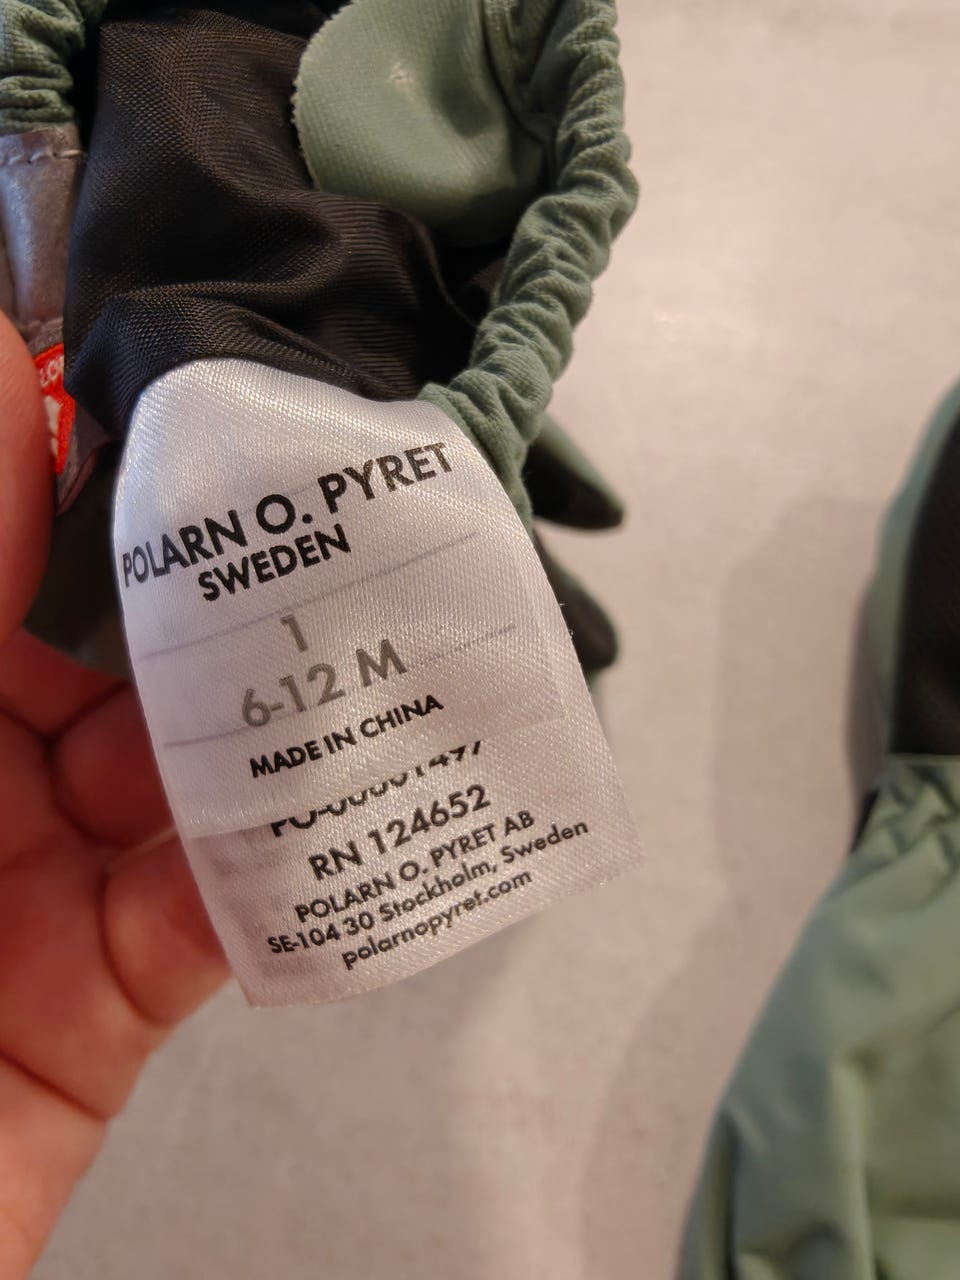 POLARN O. PYRET
SWEDEN
1
6-12 M
MADE IN CHINA
RN 124652
POLARN O. PYRET AB
SE-104 30 Stockholm, Sweden
polarnopyret.com